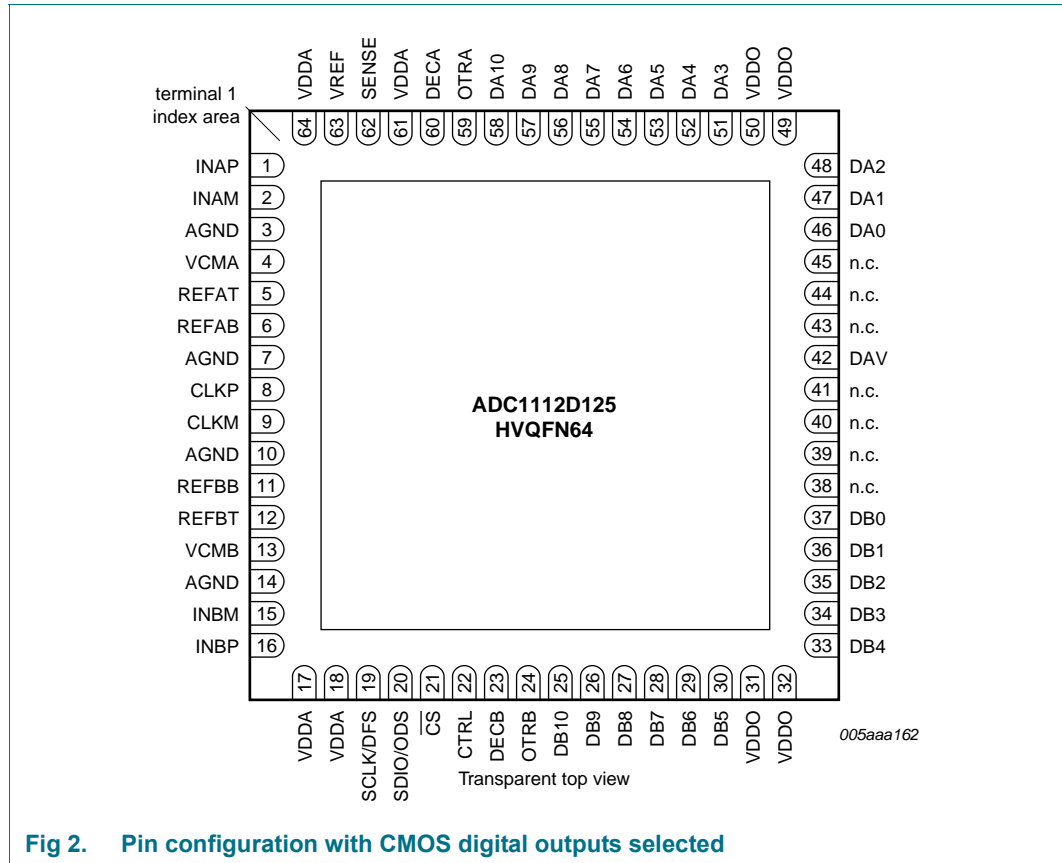 VDDA
VREF
SENSE
VDDA
DECA
OTRA
DA10
DA9
DA8
DA7
DA6
DA5
DA4
DA3
VDDO
VDDO
terminal 1
index area
64 63 62 61 60 59 58 57 56 55 54 53 52 51 50 49
INAP 1
INAM 2
AGND 3
VCMA 4
REFAT 5
REFAB 6
AGND 7
CLKP 8
CLKM 9
AGND 10
REFBB 11
REFBT 12
VCMB 13
AGND 14
INBM 15
INBP 16
ADC1112D125
HVQFN64
48 DA2
47 DA1
46 DA0
45 n.c.
44 n.c.
43 n.c.
42 DAV
41 n.c.
40 n.c.
39 n.c.
38 n.c.
37 DB0
36 DB1
35 DB2
34 DB3
33 DB4
17 18 19 20 21 22 23 24 25 26 27 28 29 30 31 32
VDDA
VDDA
SCLK/DFS
SDIO/ODS
CS
CTRL
DECB
OTRB
DB10
DB9
DB8
DB7
DB6
DB5
VDDO
VDDO
005aaa162
Transparent top view
Fig 2. Pin configuration with CMOS digital outputs selected